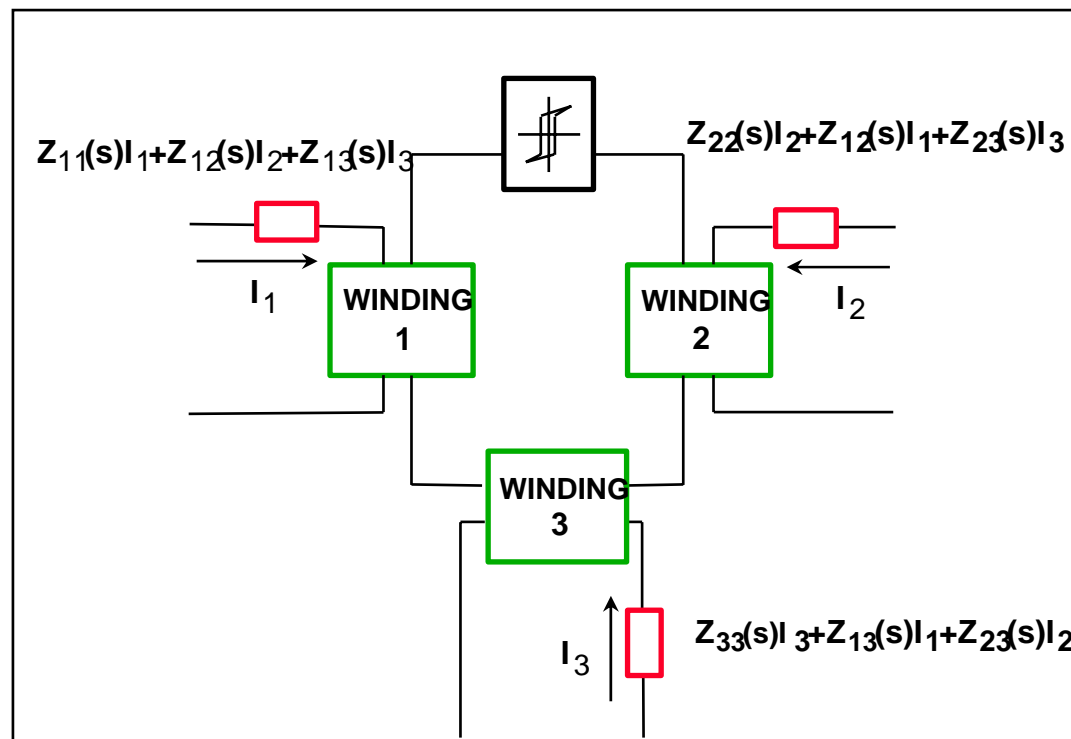 Z11(s)I1+Z12(s)I2+Z13(s)I3
Z22(s)I2+Z12(s)I1+Z23(s)I3
I1
I2
WINDING
1
WINDING
2
WINDING
3
I3
Z33(s)I3+Z13(s)I1+Z23(s)I2